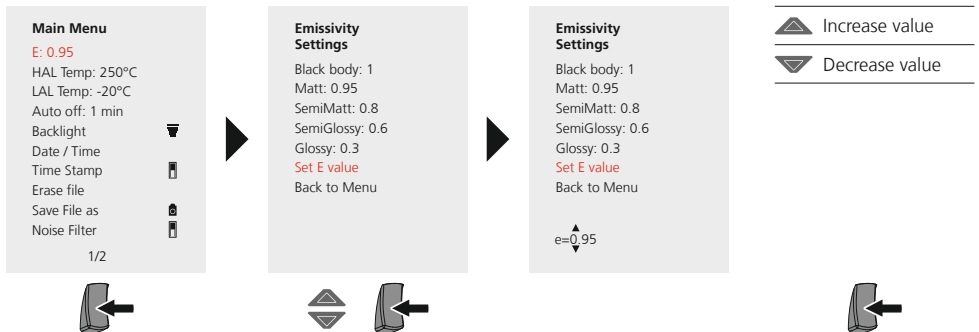 Main Menu
E: 0.95
HAL Temp: 250°C
LAL Temp: -20°C
Auto off: 1 min
Backlight
Date / Time
Time Stamp
Erase file
Save File as
Noise Filter
1/2
Emissivity
Settings
Black body: 1
Matt: 0.95
SemiMatt: 0.8
SemiGlossy: 0.6
Glossy: 0.3
Set E value
Back to Menu
Emissivity
Settings
Black body: 1
Matt: 0.95
SemiMatt: 0.8
SemiGlossy: 0.6
Glossy: 0.3
Set E value
Back to Menu
e=0.95
Increase value
Decrease value